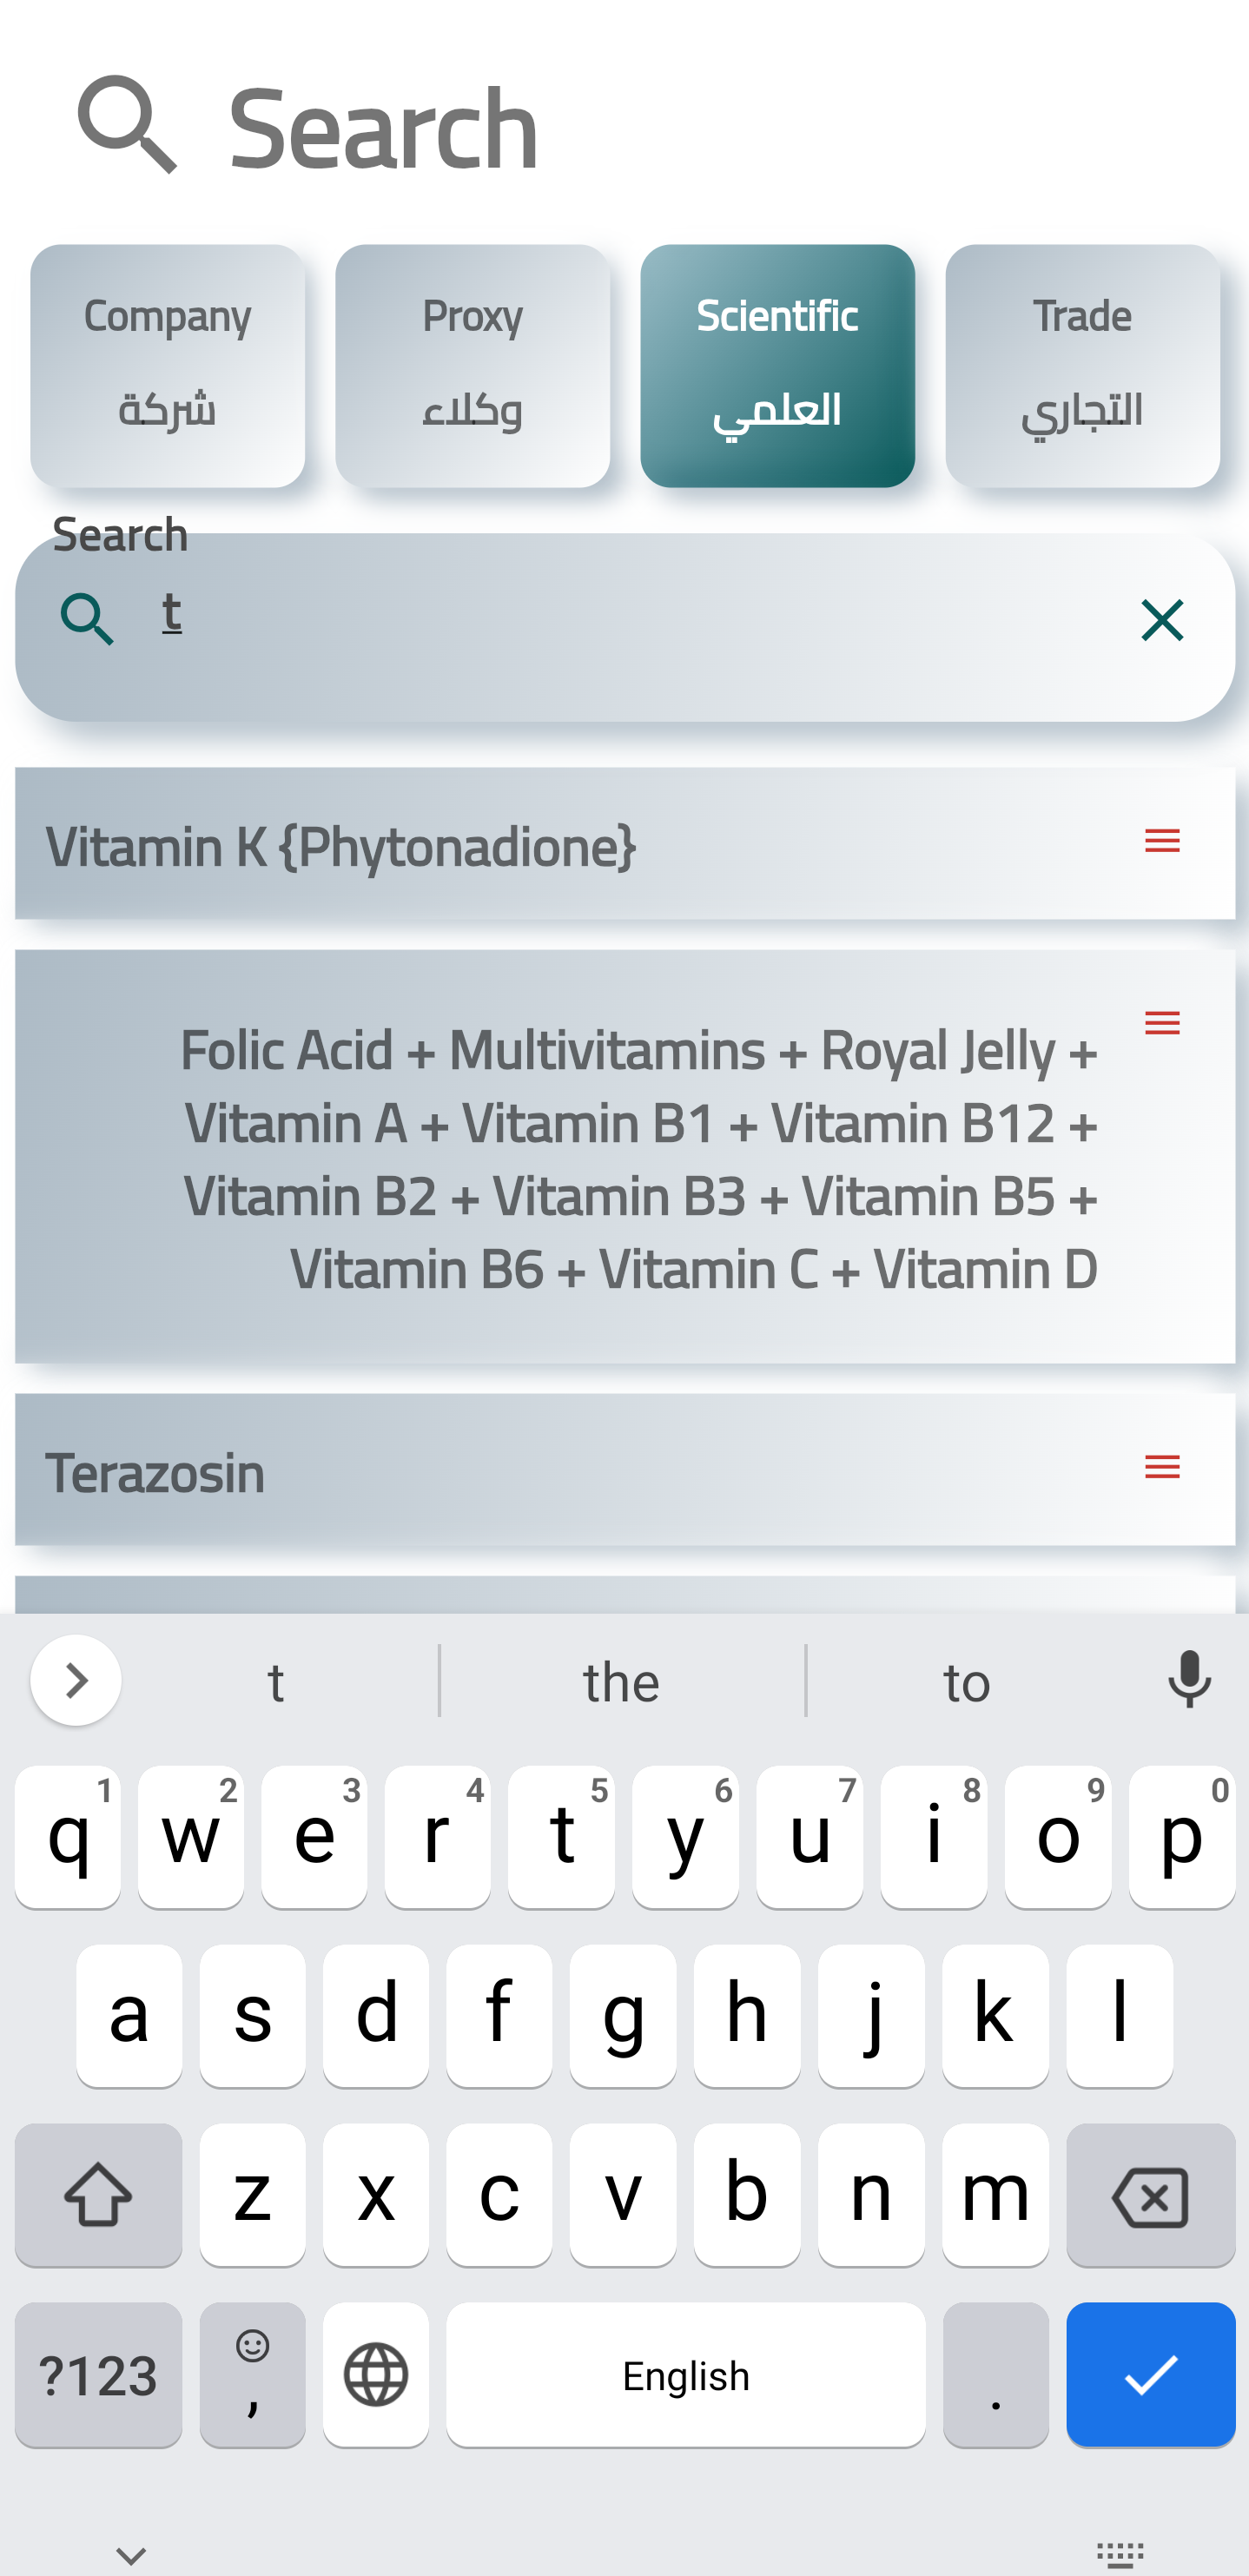 Search
Company
شركة
Proxy
وكلاء
Scientific
العلمي
Trade
التجاري
Search
t
Vitamin K {Phytonadione}
Folic Acid + Multivitamins + Royal Jelly +
Vitamin A + Vitamin B1 + Vitamin B12 +
Vitamin B2 + Vitamin B3 + Vitamin B5 +
Vitamin B6 + Vitamin C + Vitamin D
Terazosin
t the to
q 1 w 2 e 3 r 4 t 5 y 6 u 7 i 8 o 9 p 0
a s d f g h j k l
z x c v b n m
?123 , English .